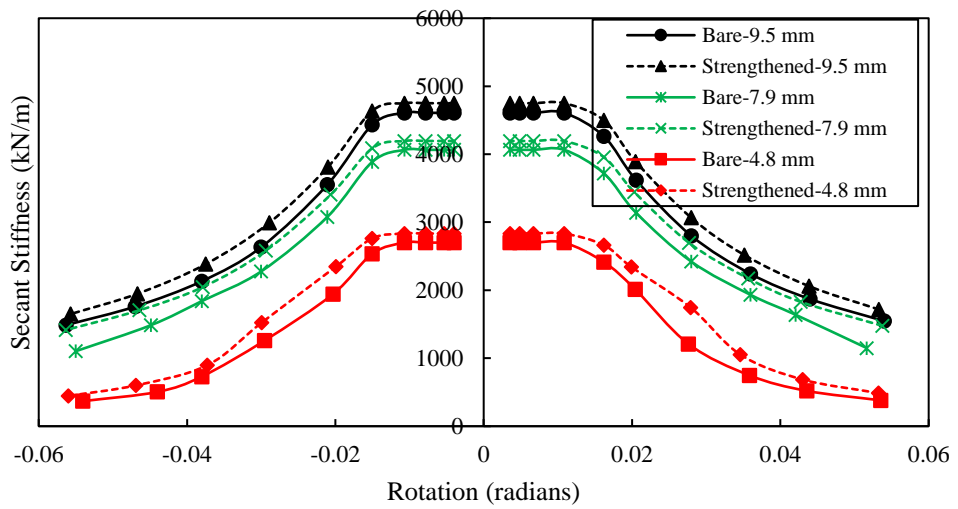 6000
5000
4000
3000
2000
1000
0
Secant Stiffness (kN/m)
Bare-9.5 mm
Strengthened-9.5 mm
Bare-7.9 mm
Strengthened-7.9 mm
Bare-4.8 mm
Strengthened-4.8 mm
-0.06 -0.04 -0.02 0 0.02 0.04 0.06
Rotation (radians)